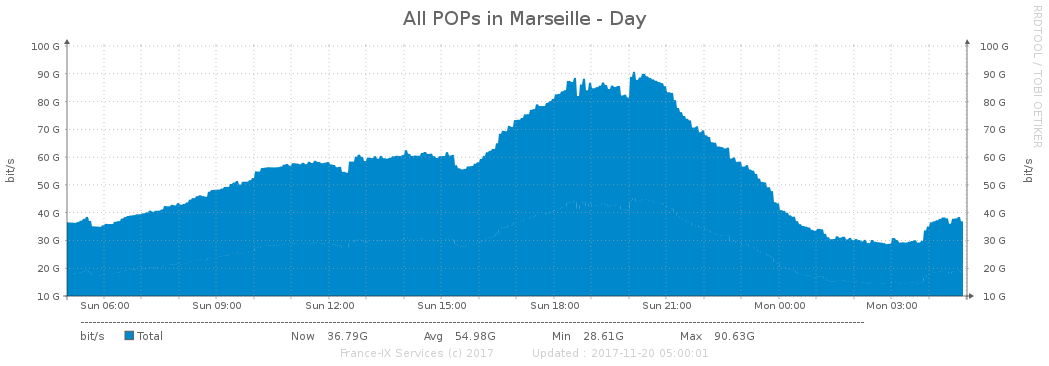 All POPs in Marseille - Day
RRDTOOL / TOBI OETIKER
100 G 100 G
90 G 90 G
80 G 80 G
70 G 70 G
60 G 60 G
50 G 50 G
40 G 40 G
30 G 30 G
20 G 20 G
10 G 10 G
bit/s bit/s
Sun 06:00 Sun 09:00 Sun 12:00 Sun 15:00 Sun 18:00 Sun 21:00 Mon 00:00 Mon 03:00
bit/s Total Now 36.79G Avg 54.98G Min 28.61G Max 90.63G
France-IX Services (c) 2017 Updated : 2017-11-20 05:00:01